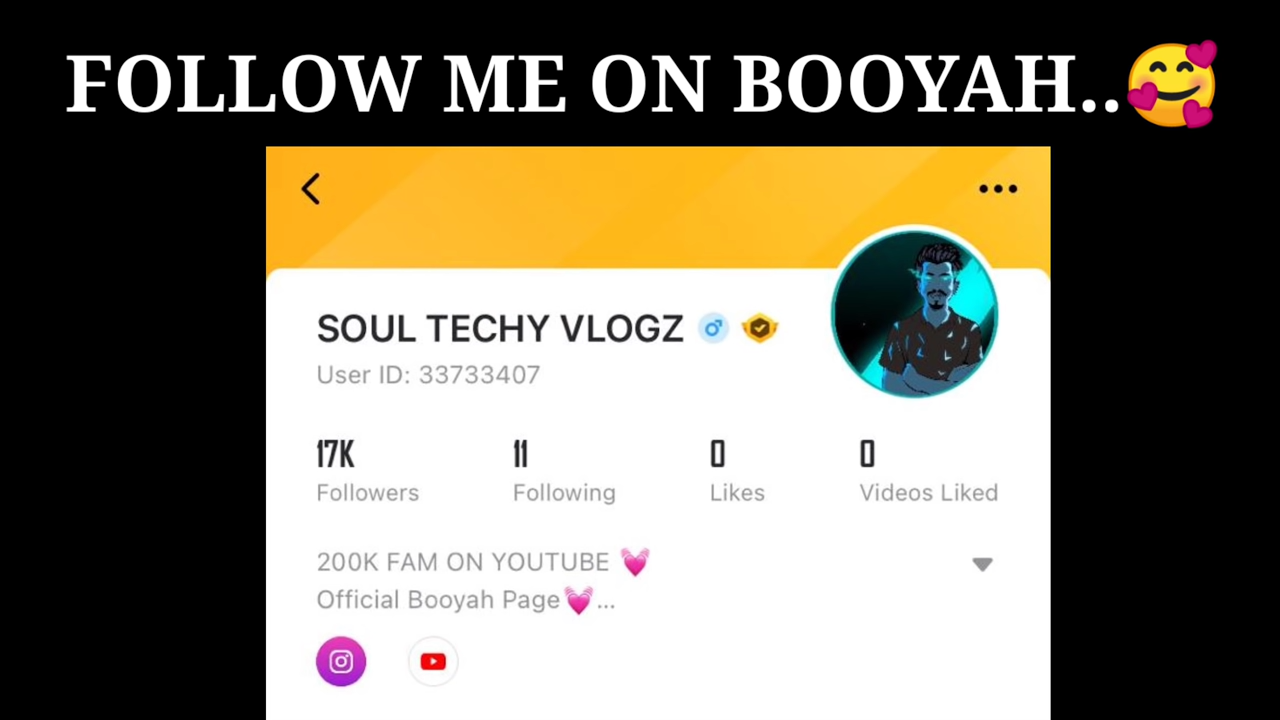 FOLLOW ME ON BOOYAH..🥰
SOUL TECHY VLOGZ
User ID: 33733407
17K 11 0 0
Followers Following Likes Videos Liked
200K FAM ON YOUTUBE 💓
Official Booyah Page💓...